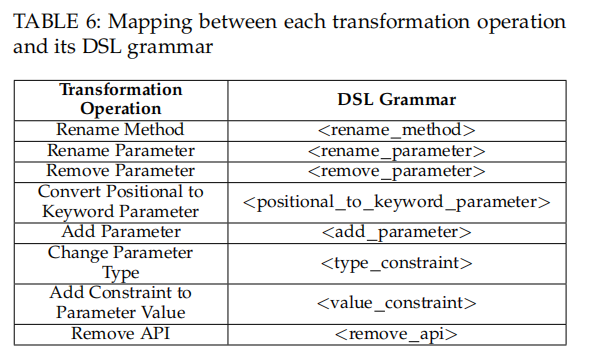 TABLE 6: Mapping between each transformation operation
and its DSL grammar
Transformation
Operation
DSL Grammar
Rename Method
<rename_method>
Rename Parameter
<rename_parameter>
Remove Parameter
<remove_parameter>
Convert Positional to
Keyword Parameter
<positional_to_keyword_parameter>
Add Parameter
<add_parameter>
Change Parameter
Type
<type_constraint>
Add Constraint to
Parameter Value
<value_constraint>
Remove API
<remove_api>